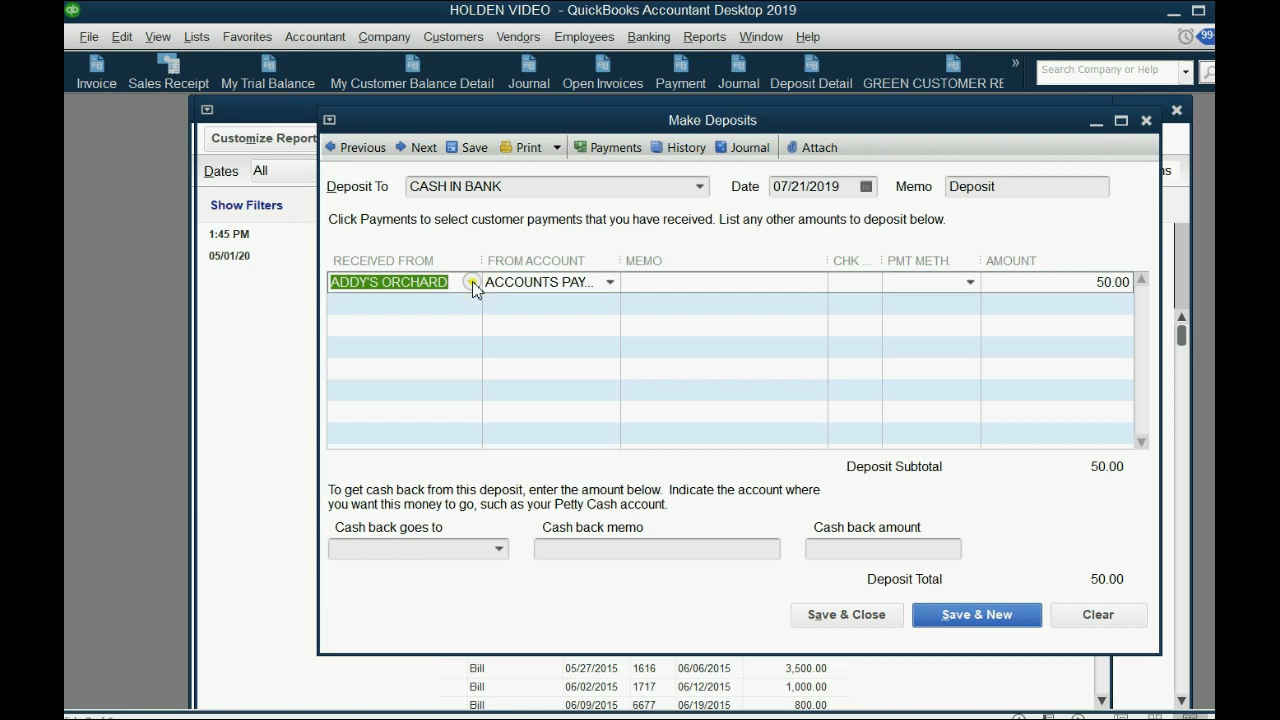 HOLDEN VIDEO - QuickBooks Accountant Desktop 2019
File Edit View Lists Favorites Accountant Company Customers Vendors Employees Banking Reports Window Help
99
Invoice Sales Receipt My Trial Balance My Customer Balance Detail Journal Open Invoices Payment Journal Deposit Detail GREEN CUSTOMER RE » Search Company or Help
Make Deposits
Customize Report
Previous Next Save Print Payments History Journal Attach
Dates All
Deposit To CASH IN BANK Date 07/21/2019 Memo Deposit
Show Filters
Click Payments to select customer payments that you have received. List any other amounts to deposit below.
1:45 PM
05/01/20
RECEIVED FROM FROM ACCOUNT MEMO CHK ... PMT METH. AMOUNT
ADDY'S ORCHARD ACCOUNTS PAY... 50.00
Deposit Subtotal 50.00
To get cash back from this deposit, enter the amount below. Indicate the account where
you want this money to go, such as your Petty Cash account.
Cash back goes to Cash back memo Cash back amount
Deposit Total 50.00
Save & Close Save & New Clear
Bill 05/27/2015 1616 06/06/2015 3,500.00
Bill 06/02/2015 1717 06/12/2015 1,000.00
Bill 06/09/2015 6677 06/19/2015 800.00